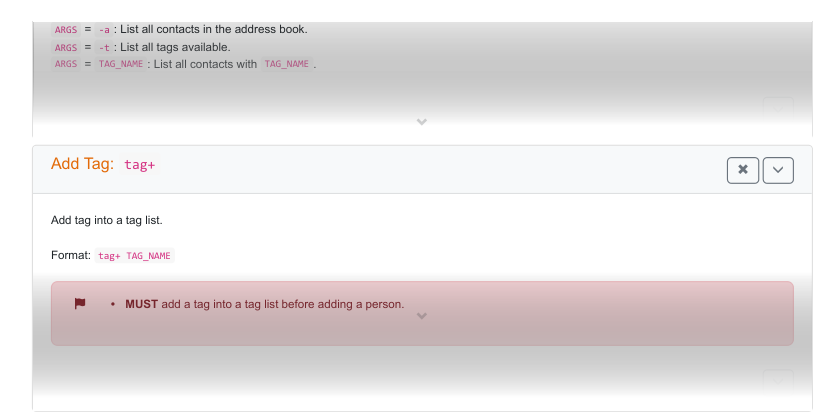 ARGS = -a : List all contacts in the address book.
ARGS = -t : List all tags available.
ARGS = TAG_NAME : List all contacts with TAG_NAME .
Add Tag: tag+
Add tag into a tag list.
Format: tag+ TAG_NAME
• MUST add a tag into a tag list before adding a person.